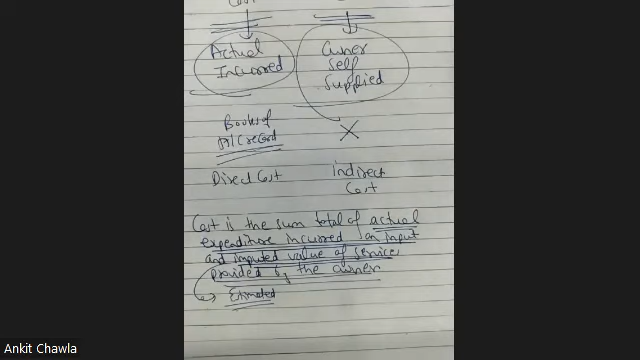 Cost
Actual
Incurred
Owner
Self
Supplied
Books of
A/C record
X
Direct Cost
Indirect
Cost
Cost is the sum total of actual
expenditure incurred on input
and imputed value of service
provided by the owner
Estimated
Ankit Chawla